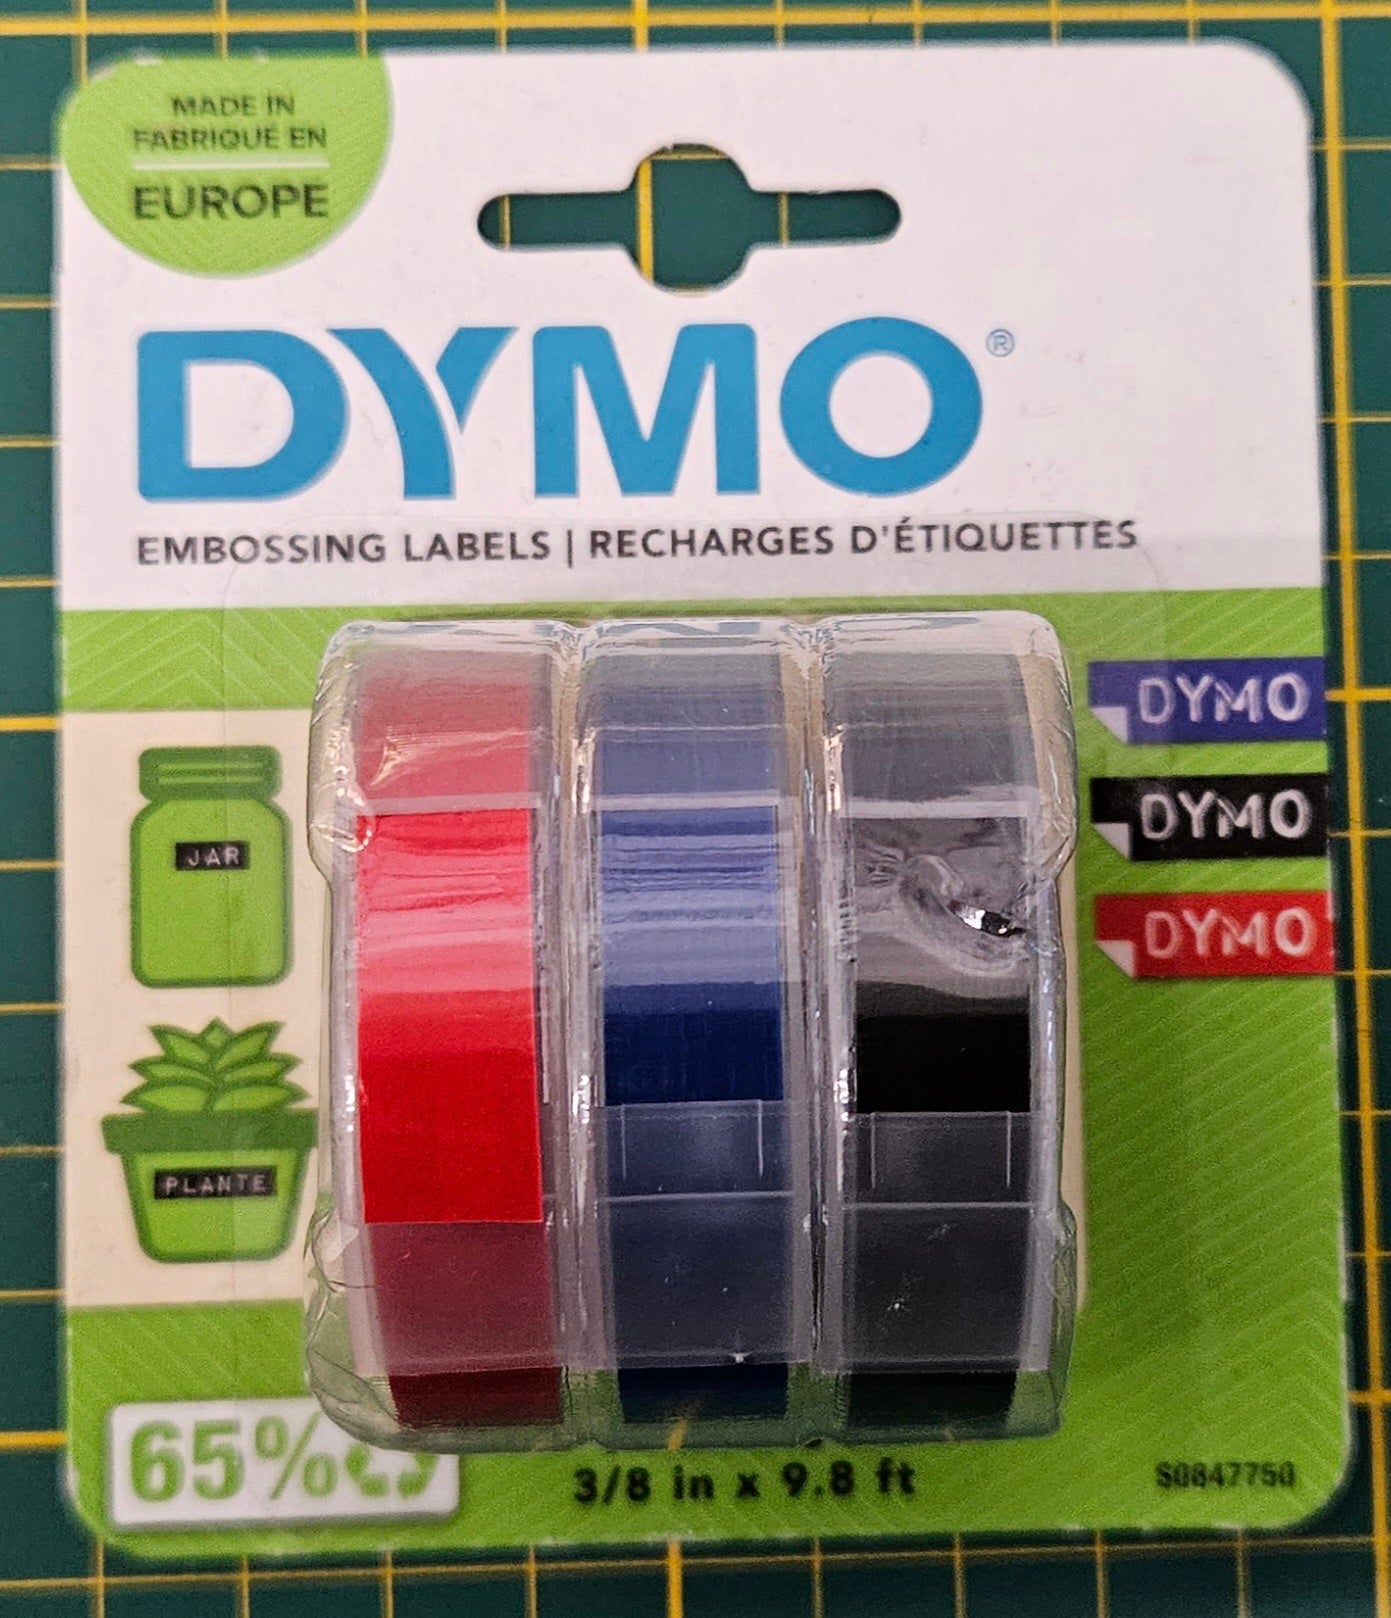 MADE IN
FABRIQUÉ EN
EUROPE
DYMO®
EMBOSSING LABELS | RECHARGES D'ÉTIQUETTES
DYMO
DYMO
DYMO
JAR
PLANTE
65%
3/8 in x 9.8 ft
S0847750